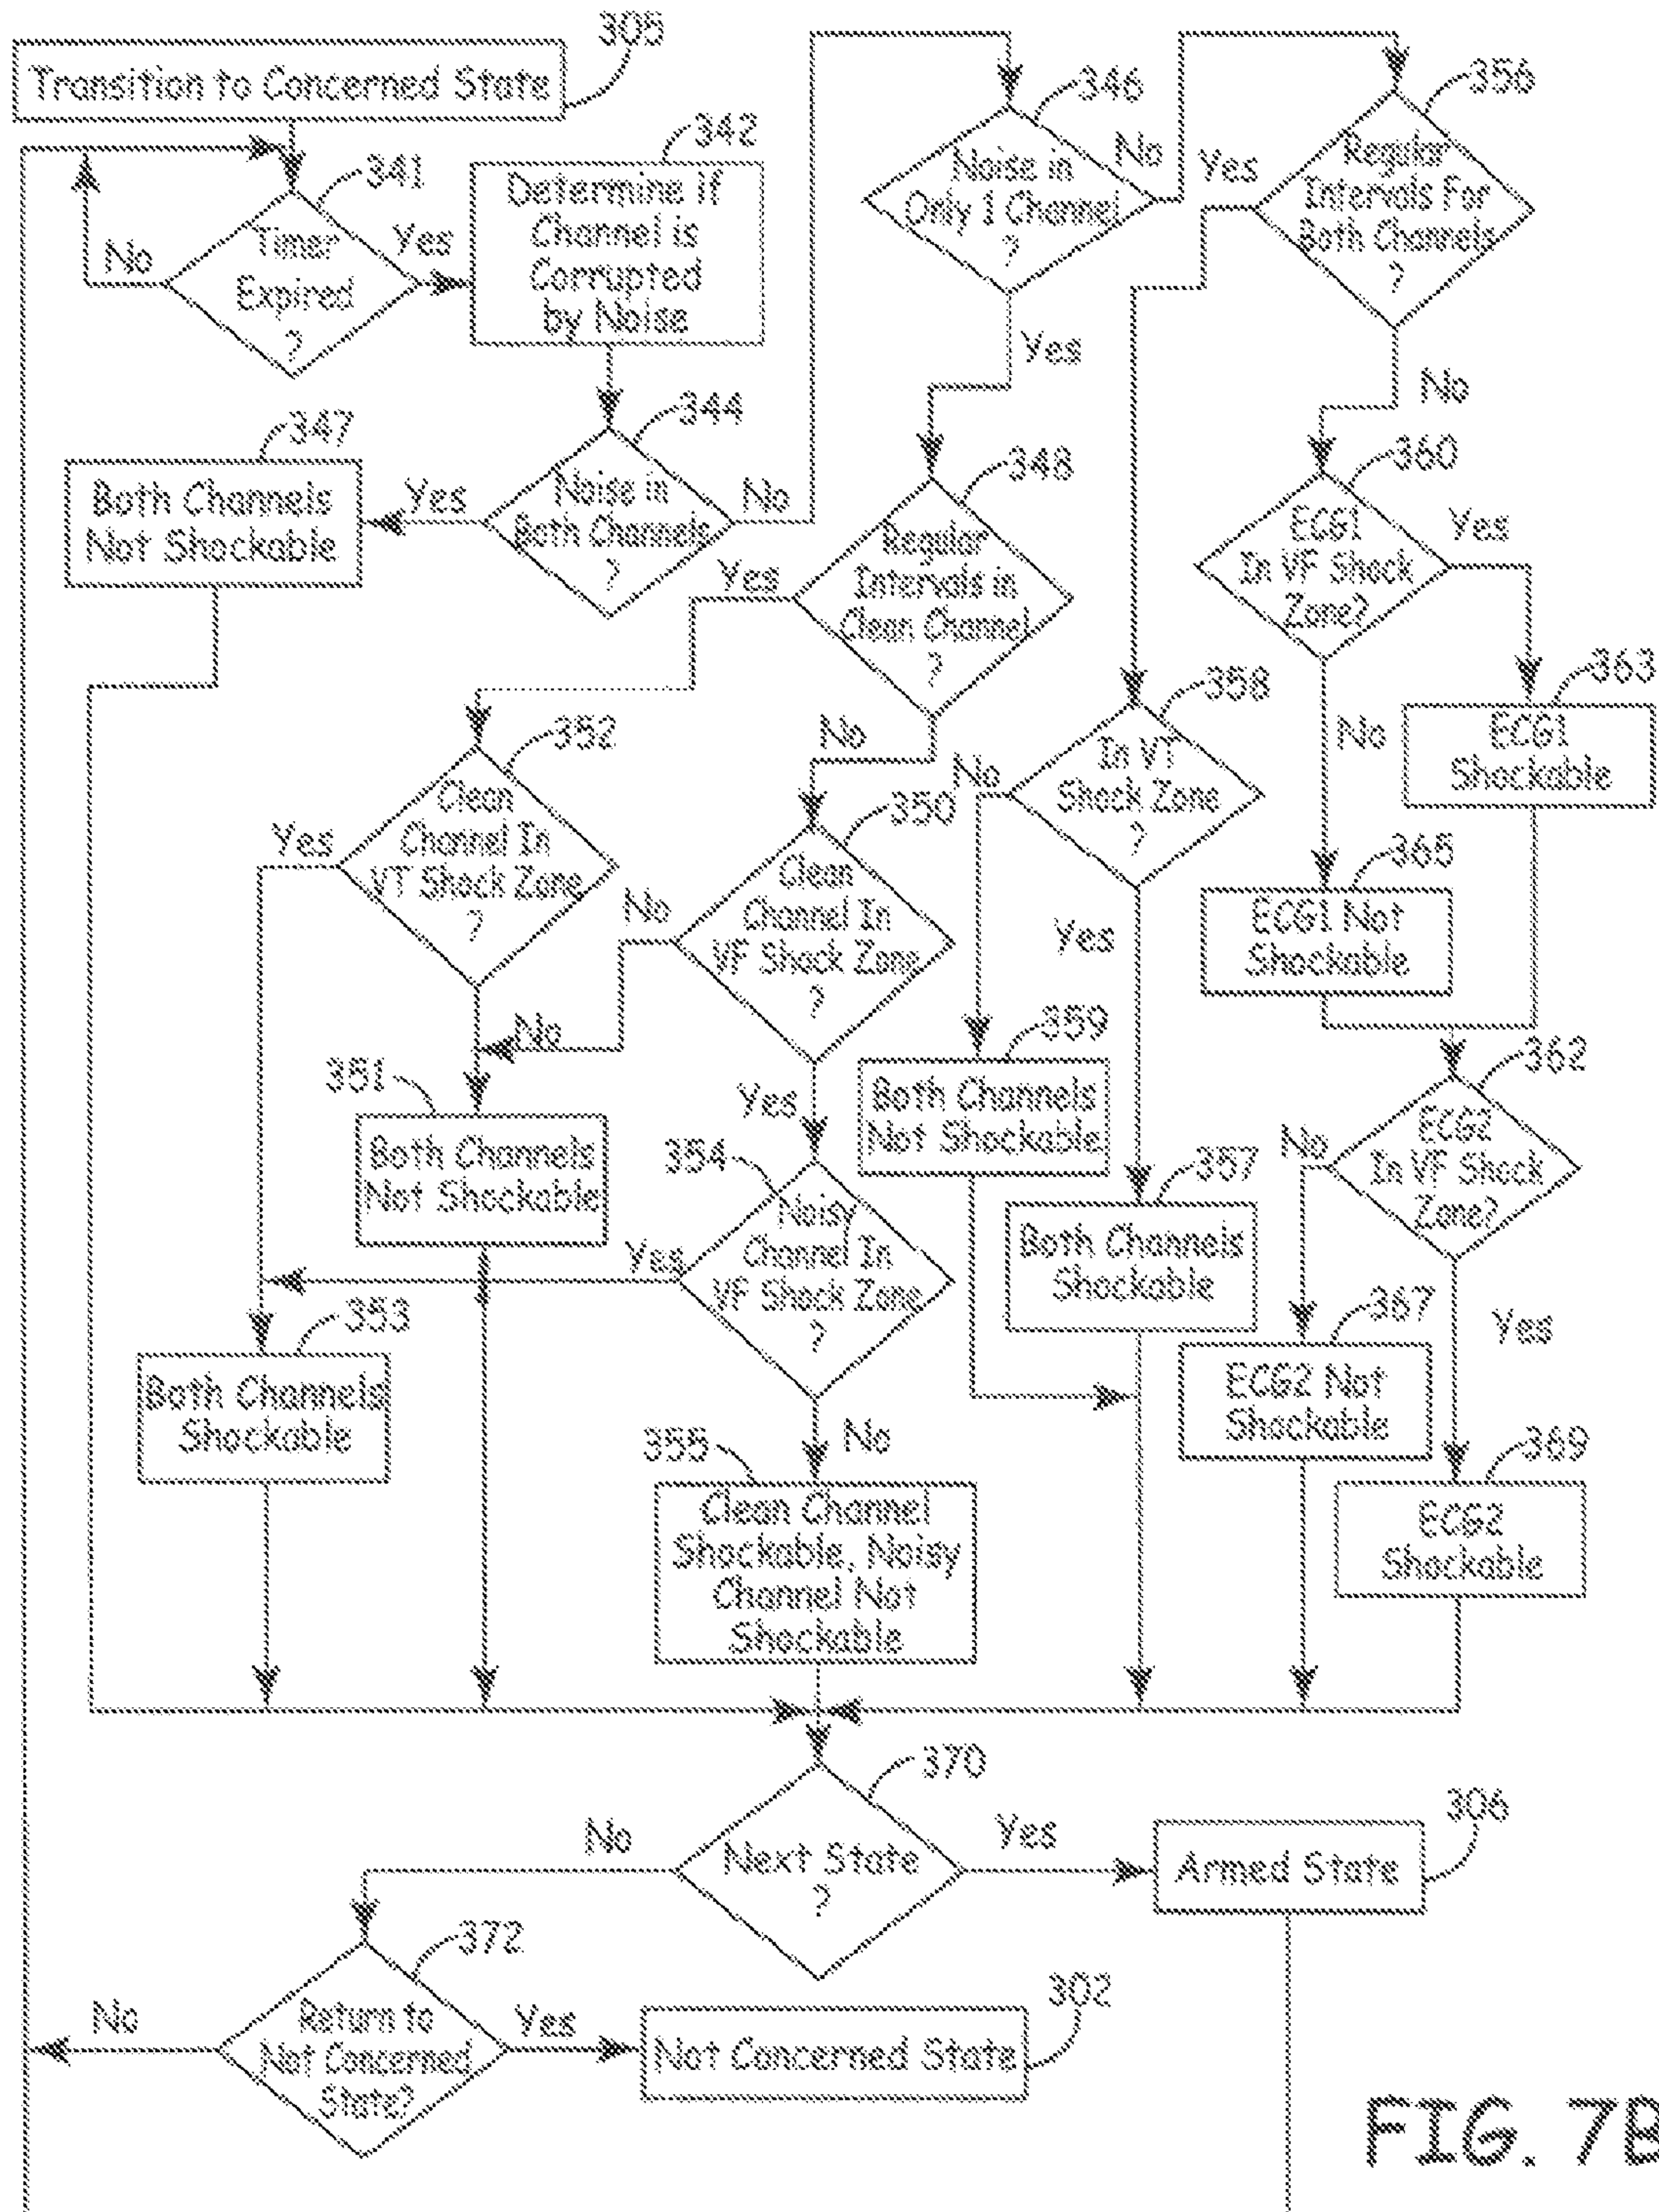 305
Transition to Concerned State
341
Timer
Expired
?
No
Yes
342
Determine if
Channel is
Corrupted
by Noise
344
Noise in
Both Channels
?
Yes
No
347
Both Channels
Not Shockable
346
Noise in
Only 1 Channel
?
No
Yes
356
Regular
Intervals For
Both Channels
?
Yes
No
348
Regular
Intervals in
Clean Channel
?
Yes
No
360
ECG1
In VF Shock
Zone?
Yes
No
363
ECG1
Shockable
365
ECG1 Not
Shockable
358
In VT
Shock Zone
?
No
Yes
352
Clean
Channel In
VT Shock Zone
?
Yes
No
350
Clean
Channel In
VF Shock Zone
?
No
Yes
359
Both Channels
Not Shockable
351
Both Channels
Not Shockable
354
Noisy
Channel In
VF Shock Zone
?
Yes
No
357
Both Channels
Shockable
362
ECG2
In VF Shock
Zone?
No
Yes
353
Both Channels
Shockable
367
ECG2 Not
Shockable
369
ECG2
Shockable
355
Clean Channel
Shockable, Noisy
Channel Not
Shockable
370
Next State
?
No
Yes
306
Armed State
372
Return to
Not Concerned
State?
No
Yes
302
Not Concerned State
FIG. 7B